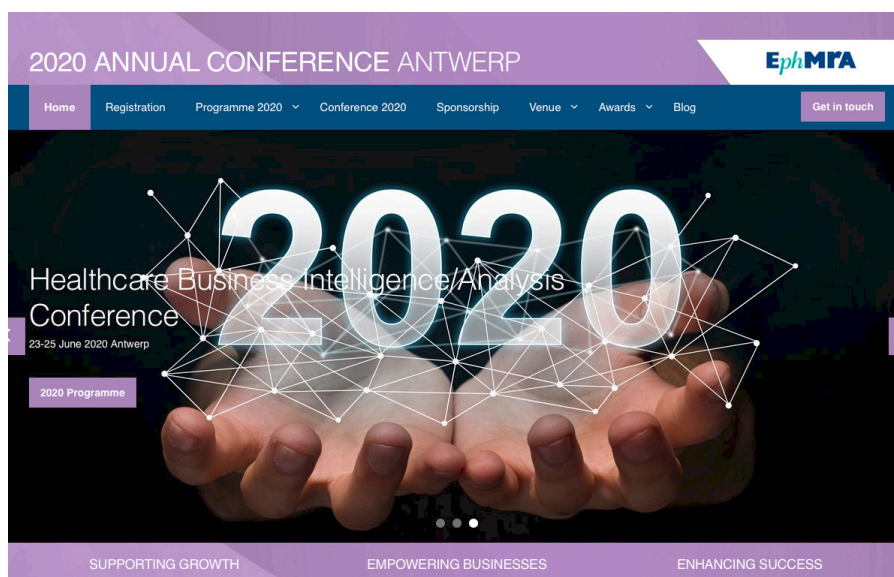 2020 ANNUAL CONFERENCE ANTWERP
EphMRA
Home Registration Programme 2020 Conference 2020 Sponsorship Venue Awards Blog Get in touch
2020
Healthcare Business Intelligence/Analysis
Conference
23-25 June 2020 Antwerp
2020 Programme
SUPPORTING GROWTH EMPOWERING BUSINESSES ENHANCING SUCCESS